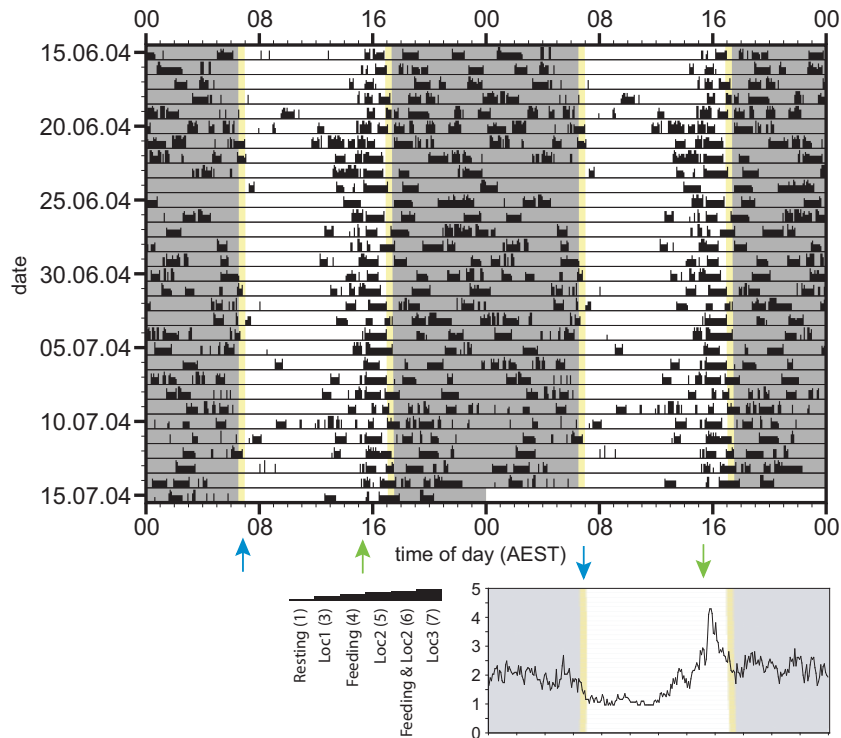 00 08 16 00 08 16 00
15.06.04
20.06.04
25.06.04
30.06.04
05.07.04
10.07.04
15.07.04
date
00 08 16 00 08 16 00
time of day (AEST)
Resting (1)
Loc1 (3)
Feeding (4)
Loc2 (5)
Feeding & Loc2 (6)
Loc3 (7)
5
4
3
2
1
0